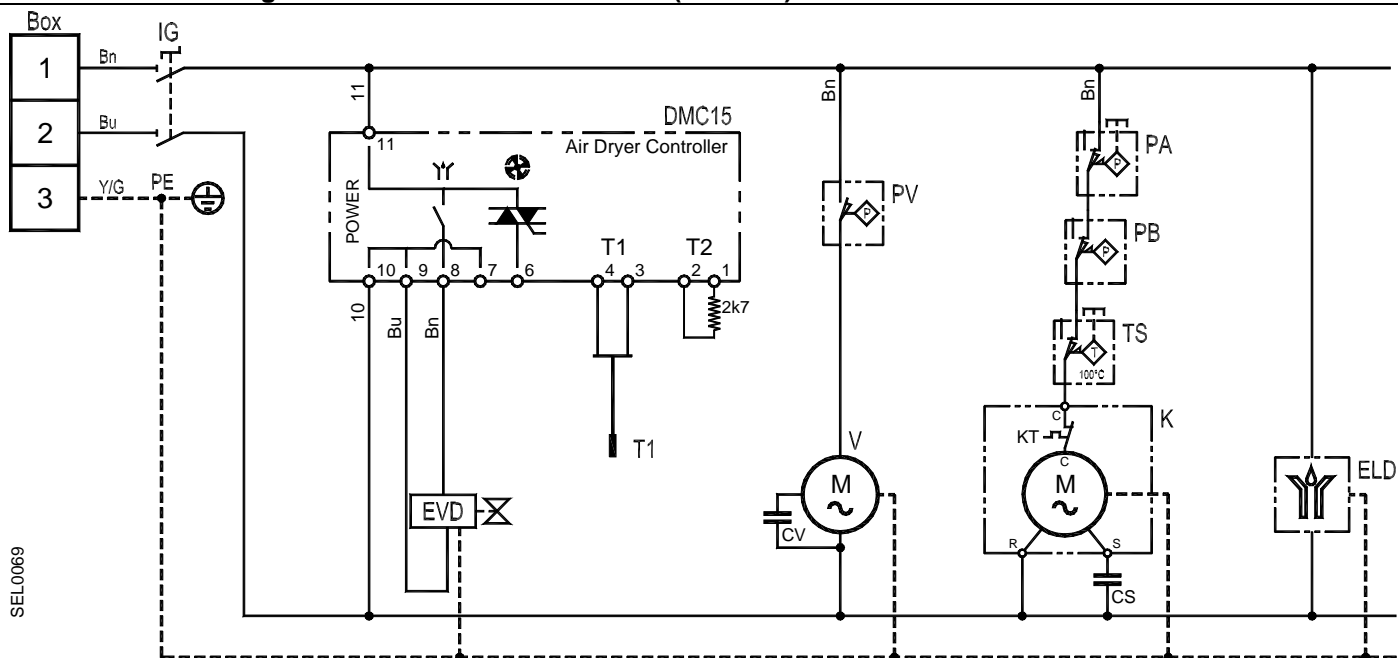 Box
IG
1
Bn
2
Bu
3
Y/G
PE
11
11
DMC15
Air Dryer Controller
POWER
T1
T2
10
9
8
7
6
4
3
2
1
10
Bu
Bn
2k7
T1
EVD
Bn
PV
P
V
M
CV
Bn
PA
P
PB
P
TS
T
100°C
C
K
KT
C
M
R
S
CS
ELD
SEL0069